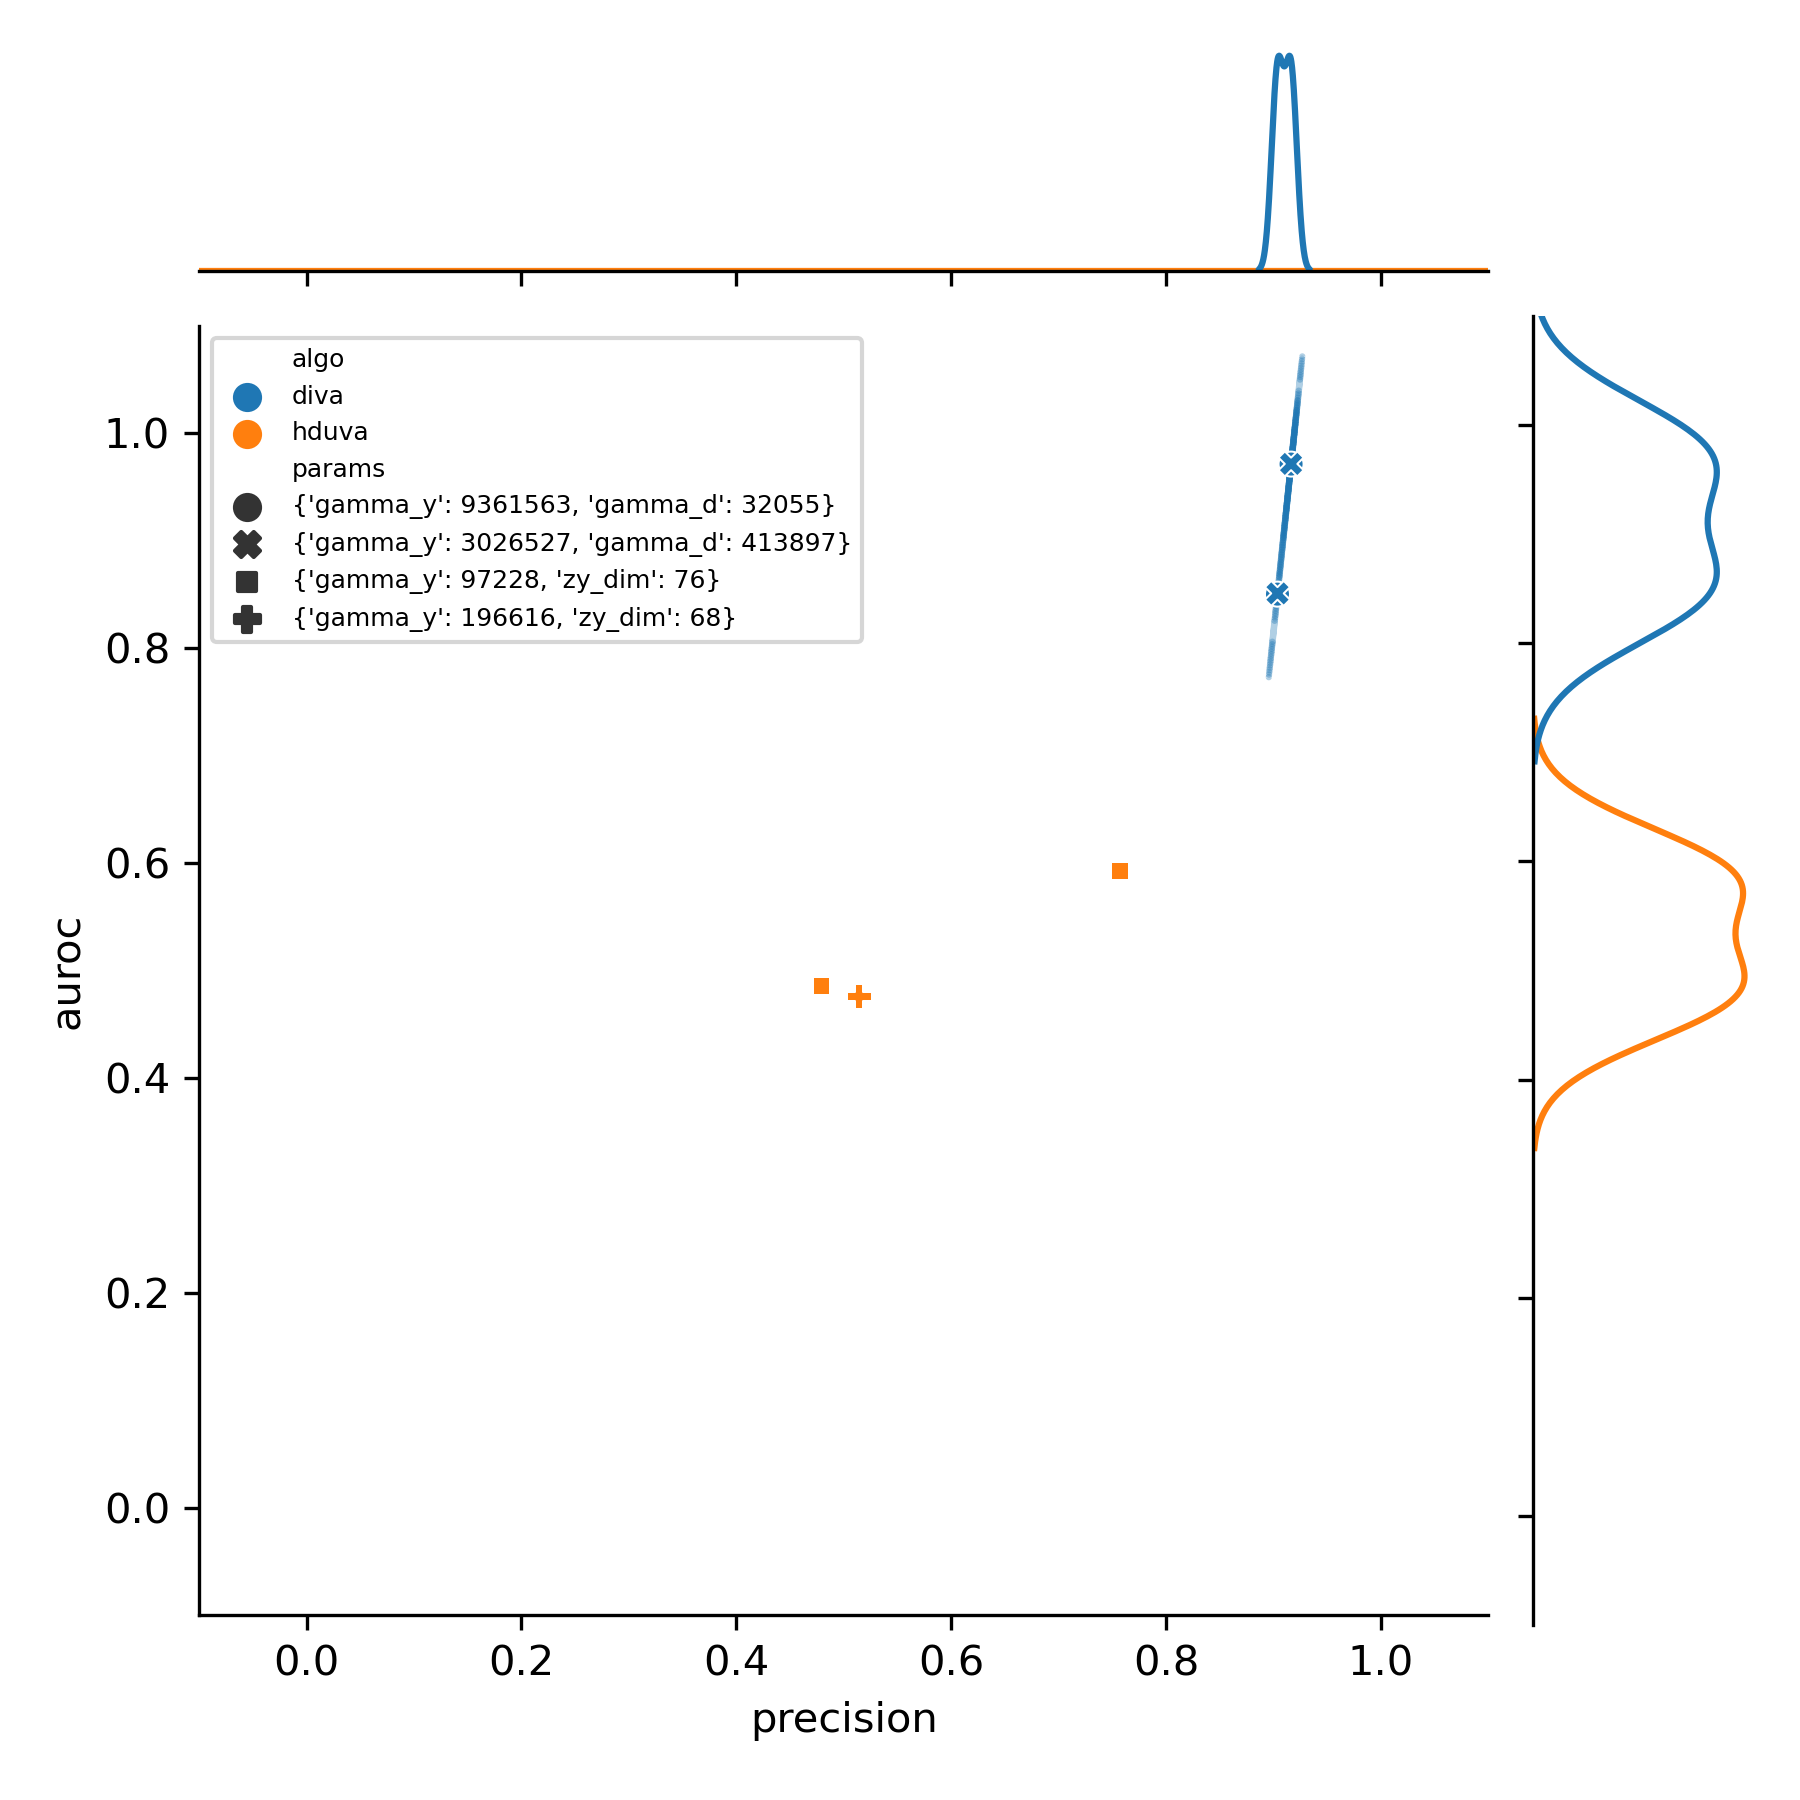 algo
diva
hduva
params
{'gamma_y': 9361563, 'gamma_d': 32055}
{'gamma_y': 3026527, 'gamma_d': 413897}
{'gamma_y': 97228, 'zy_dim': 76}
{'gamma_y': 196616, 'zy_dim': 68}
1.0
0.8
0.6
0.4
0.2
0.0
auroc
0.0 0.2 0.4 0.6 0.8 1.0
precision